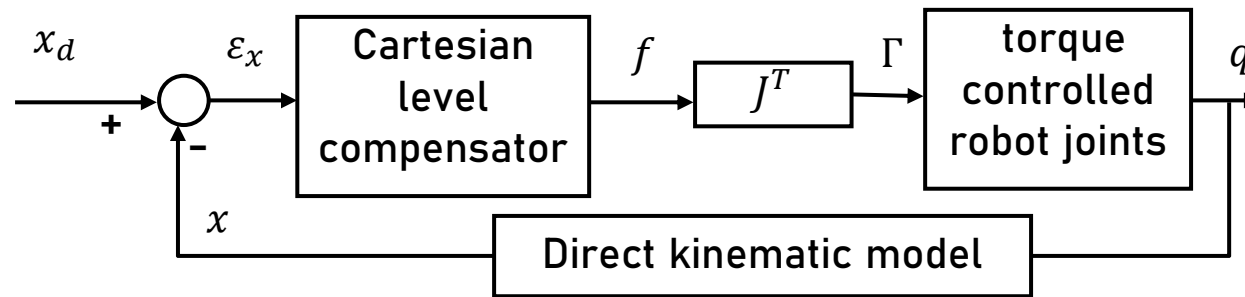 x_d
+
-
ε_x
Cartesian
level
compensator
f
J^T
Γ
torque
controlled
robot joints
q
x
Direct kinematic model